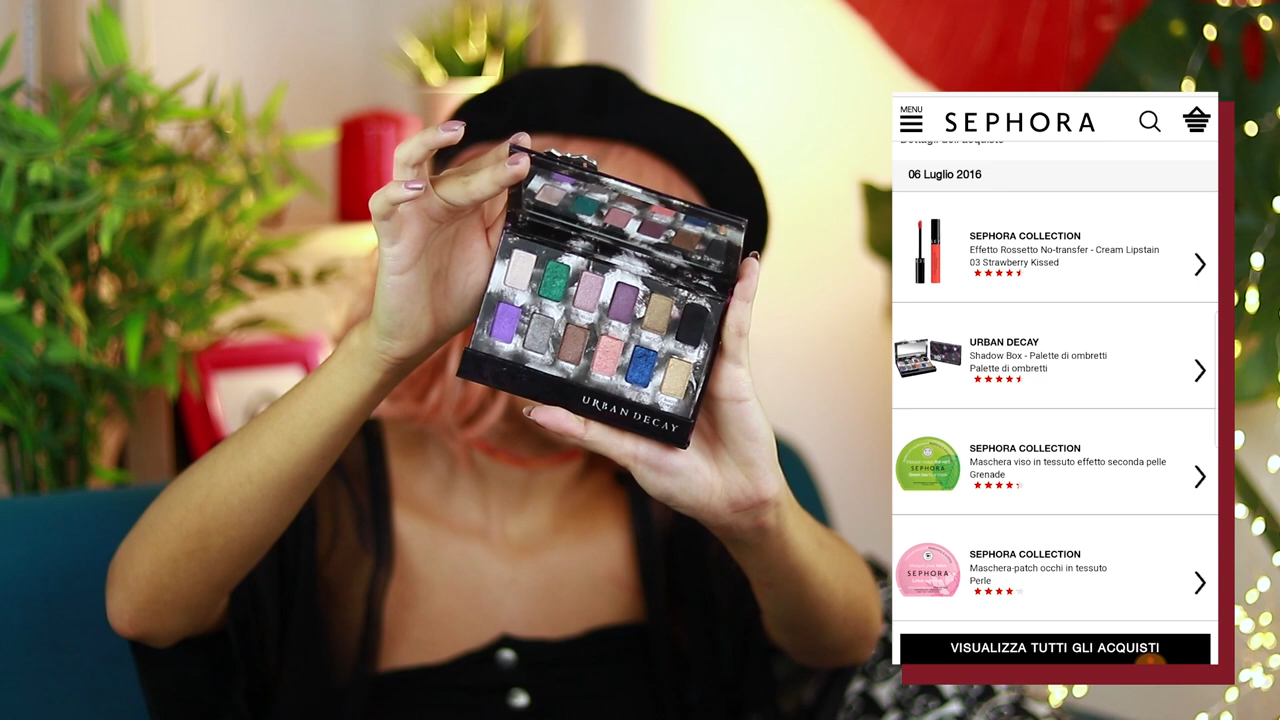 URBAN DECAY
MENU
SEPHORA
06 Luglio 2016
SEPHORA COLLECTION
Effetto Rossetto No-transfer - Cream Lipstain
03 Strawberry Kissed
URBAN DECAY
Shadow Box - Palette di ombretti
Palette di ombretti
SEPHORA COLLECTION
Maschera viso in tessuto effetto seconda pelle
Grenade
SEPHORA
SEPHORA COLLECTION
Maschera-patch occhi in tessuto
Perle
SEPHORA
VISUALIZZA TUTTI GLI ACQUISTI